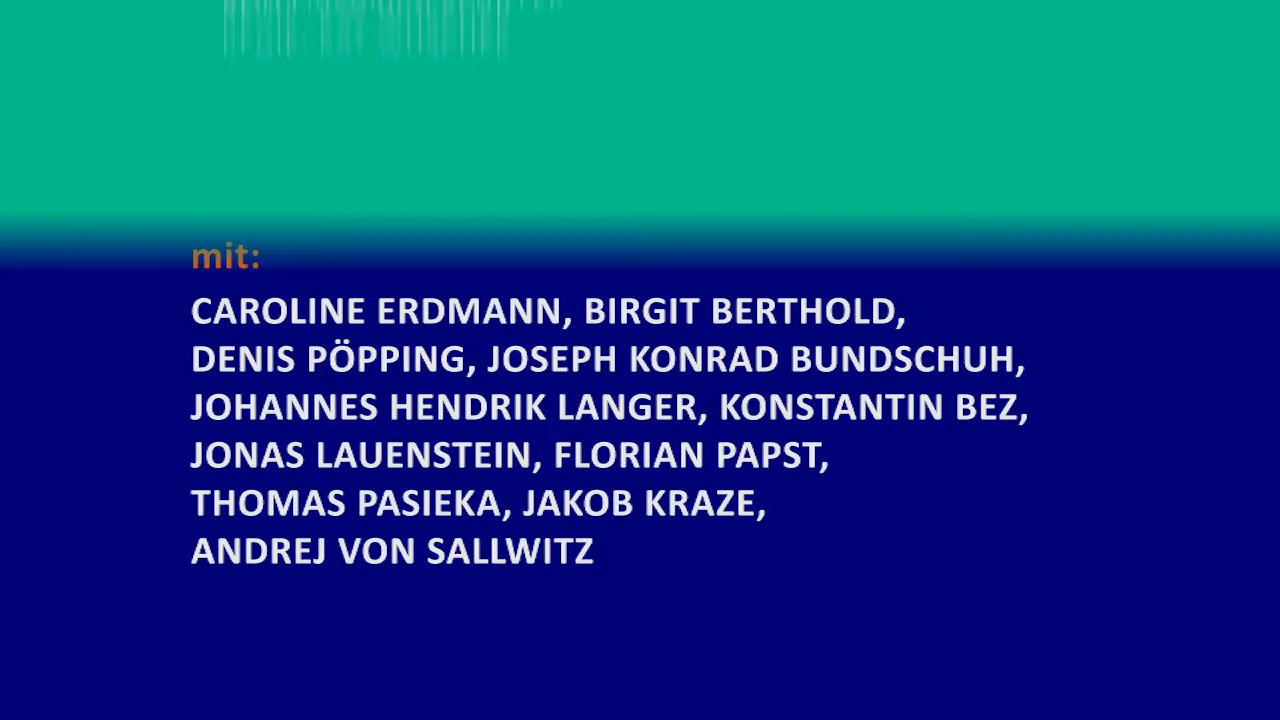 mit:
CAROLINE ERDMANN, BIRGIT BERTHOLD,
DENIS PÖPPING, JOSEPH KONRAD BUNDSCHUH,
JOHANNES HENDRIK LANGER, KONSTANTIN BEZ,
JONAS LAUENSTEIN, FLORIAN PAPST,
THOMAS PASIEKA, JAKOB KRAZE,
ANDREJ VON SALLWITZ